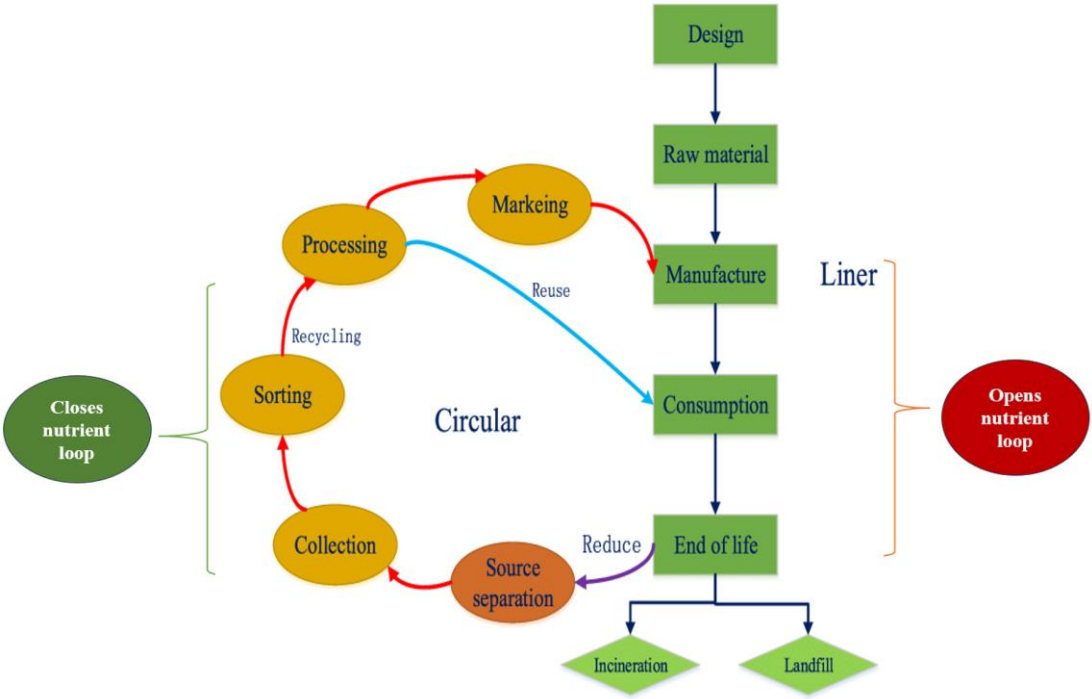 Design
Raw material
Markeing
Processing
Manufacture
Liner
Reuse
Recycling
Closes
nutrient
loop
Sorting
Circular
Consumption
Opens
nutrient
loop
Collection
Reduce
End of life
Source
separation
Incineration
Landfill